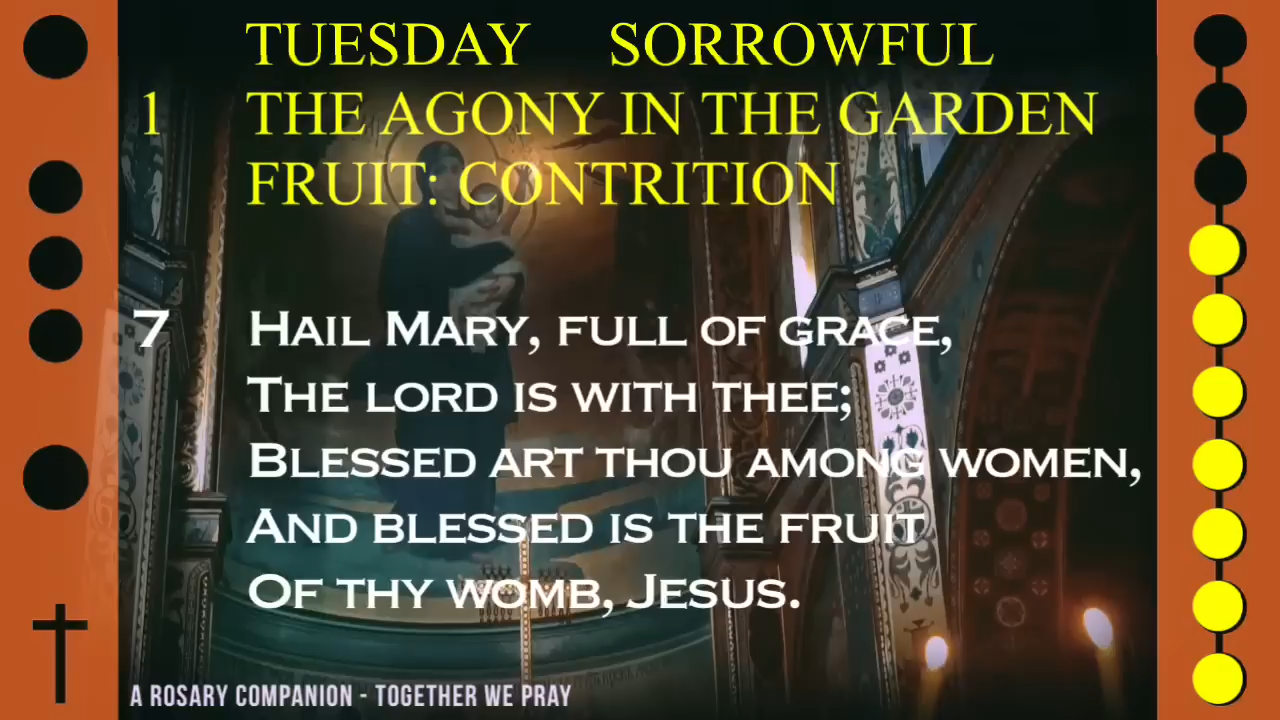 TUESDAY SORROWFUL
1 THE AGONY IN THE GARDEN
FRUIT: CONTRITION
7 HAIL MARY, FULL OF GRACE,
THE LORD IS WITH THEE;
BLESSED ART THOU AMONG WOMEN,
AND BLESSED IS THE FRUIT
OF THY WOMB, JESUS.
A ROSARY COMPANION - TOGETHER WE PRAY